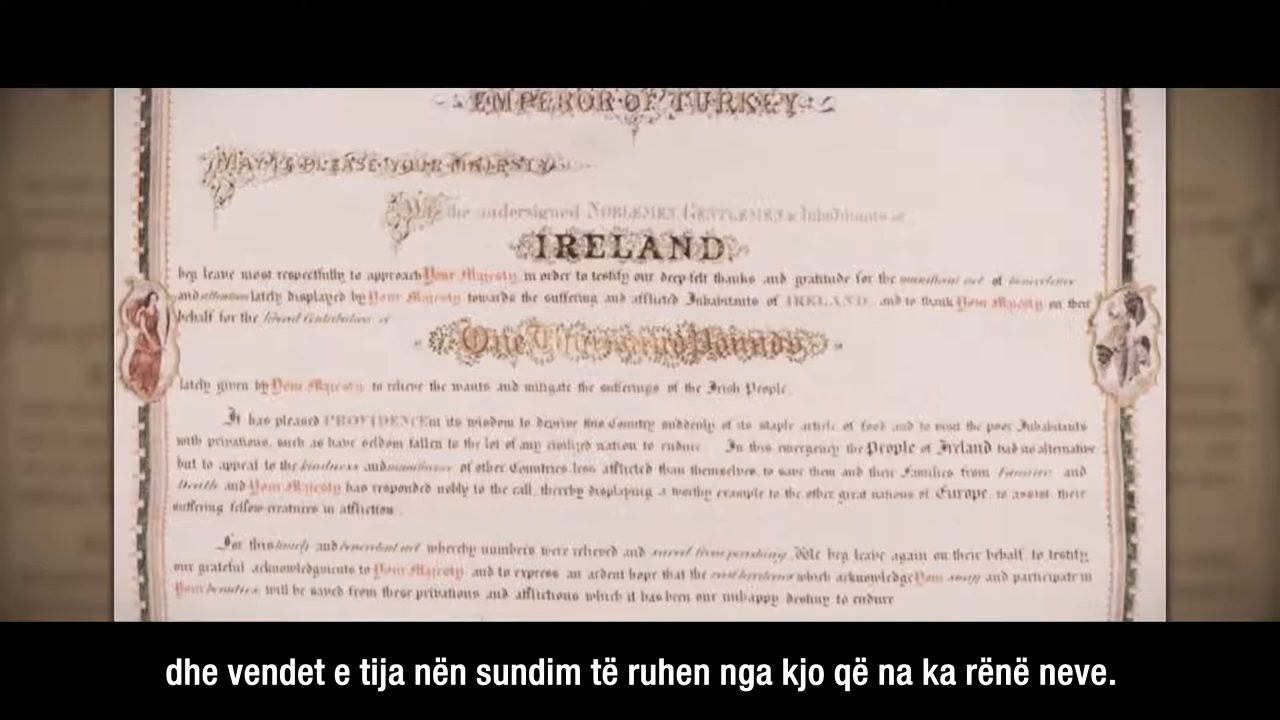 EMPEROR OF TURKEY
MAY IT PLEASE YOUR MAJESTY
We the undersigned NOBLEMEN, GENTLEMEN & Inhabitants of
IRELAND
beg leave most respectfully to approach Your Majesty in order to testify our deep-felt thanks and gratitude for the munificent act of benevolence
and attention lately displayed by Your Majesty towards the suffering and afflicted Inhabitants of IRELAND, and to thank Your Majesty on their
behalf for the liberal Contribution of
One Thousand Pounds
lately given by Your Majesty to relieve the wants and mitigate the sufferings of the Irish People.
It has pleased PROVIDENCE in its wisdom to deprive this Country suddenly of its staple article of food and to visit the poor Inhabitants
with privations, such as have seldom fallen to the lot of any civilized nation to endure. In this emergency the People of Ireland had no alternative
but to appeal to the kindness and of other Countries less afflicted than themselves, to save them and their Families from Famine and
Death and Your Majesty has responded nobly to the call, thereby displaying a worthy example to the other great nations of Europe to assist their
suffering fellow-creatures in affliction
For this timely and benevolent act whereby numbers were relieved and saved from perishing, We beg leave again on their behalf, to testify
our grateful acknowledgments to Your Majesty and to express an ardent hope that the which acknowledge Your sway and participate in
Your bounties, will be saved from these privations and afflictions which it has been our unhappy destiny to endure
dhe vendet e tija nën sundim të ruhen nga kjo që na ka rënë neve.